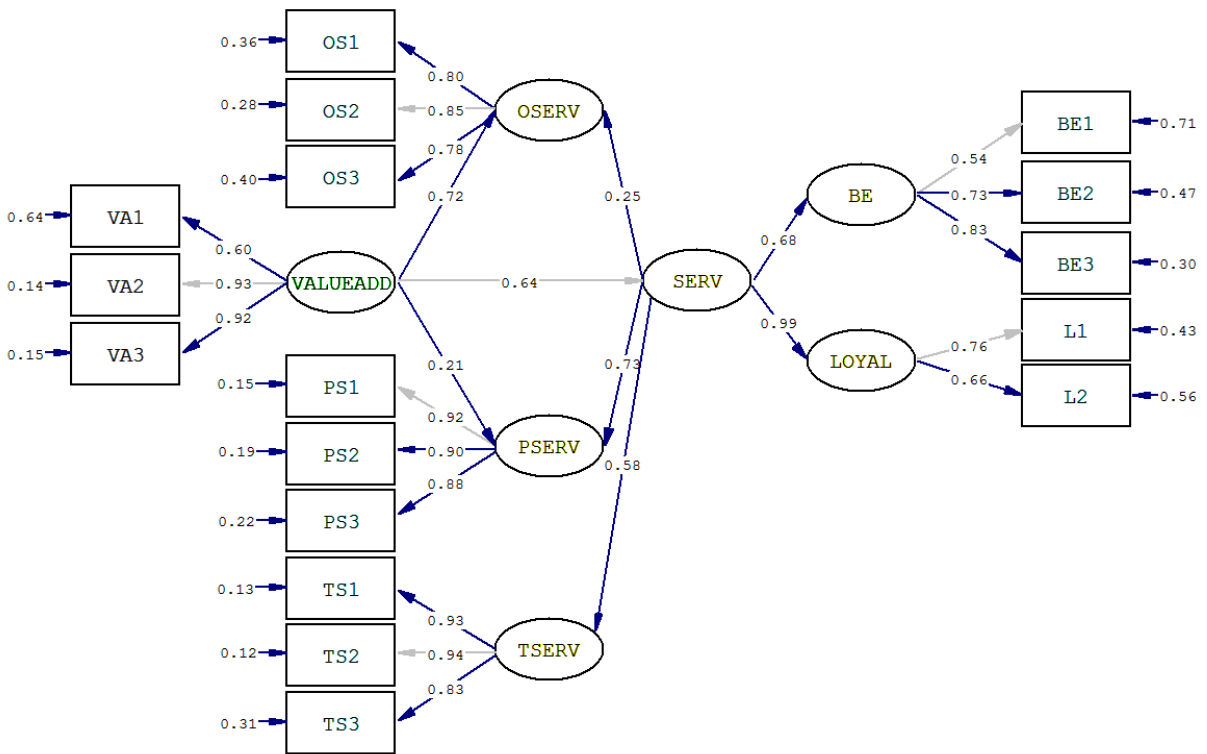 0.36 OS1
0.80
0.28 OS2 0.85 OSERV
0.78
0.40 OS3
0.72 0.25
0.64 VA1
0.60
0.14 VA2 0.93 VALUEADD 0.64 SERV
0.92
0.15 VA3
0.21 0.73
0.15 PS1
0.92
0.19 PS2 0.90 PSERV
0.58
0.88
0.22 PS3
0.13 TS1
0.93
0.12 TS2 0.94 TSERV
0.83
0.31 TS3
BE1 0.71
0.54
BE 0.73 BE2 0.47
0.68 0.83
BE3 0.30
0.99
0.76 L1 0.43
LOYAL 0.66
L2 0.56